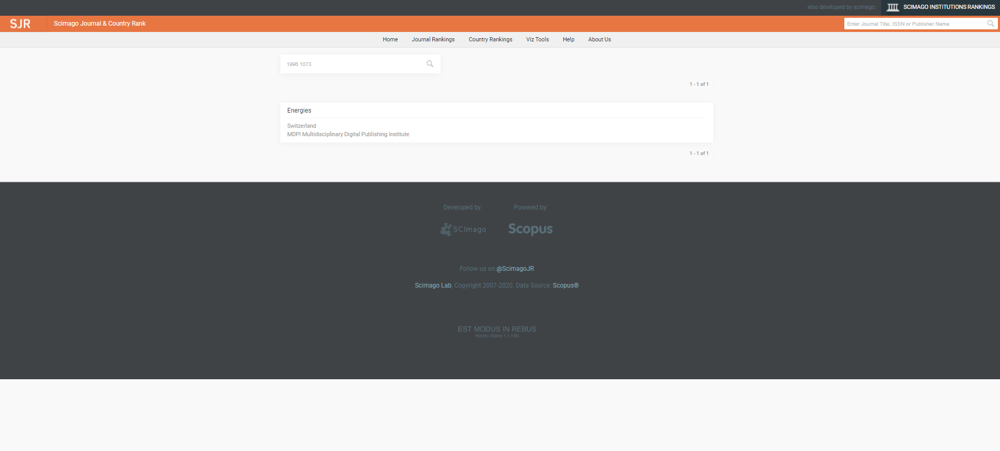 also developed by scimago:
SCIMAGO INSTITUTIONS RANKINGS
SJR
Scimago Journal & Country Rank
Enter Journal Title, ISSN or Publisher Name
Home Journal Rankings Country Rankings Viz Tools Help About Us
1996 1073
1 - 1 of 1
Energies
Switzerland
MDPI Multidisciplinary Digital Publishing Institute
1 - 1 of 1
Developed by: Powered by:
SCImago Scopus
Follow us on @ScimagoJR
Scimago Lab, Copyright 2007-2020. Data Source: Scopus®
EST MODUS IN REBUS
Horatio (Satire 1,1,106)